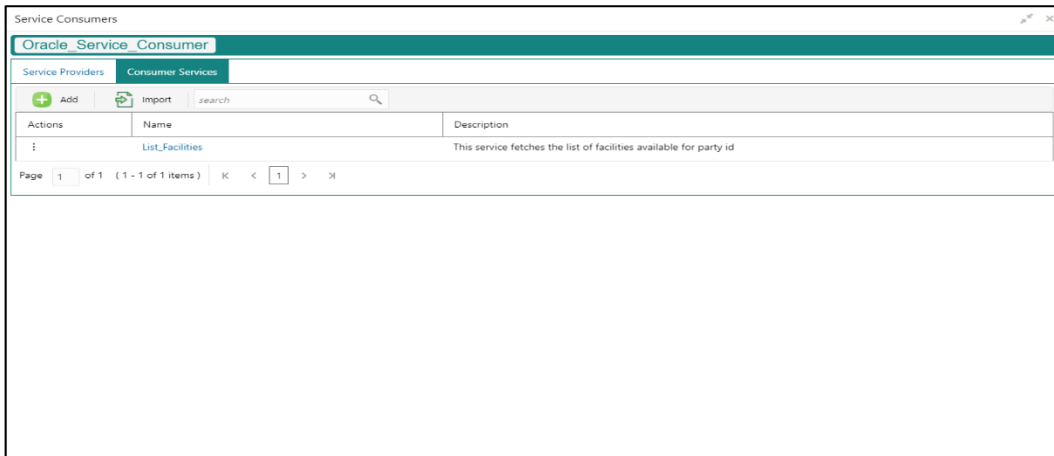 Service Consumers
Oracle_Service_Consumer
Service Providers Consumer Services
Add Import search
Actions Name Description
List_Facilities This service fetches the list of facilities available for party id
Page 1 of 1 (1 - 1 of 1 items) K < 1 > >|